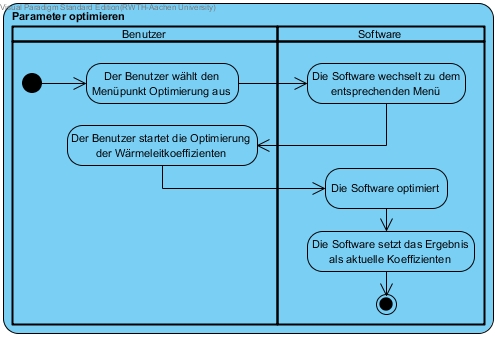 Visual Paradigm Standard Edition(RWTH-Aachen University)
Parameter optimieren
Benutzer
Software
Der Benutzer wählt den
Menüpunkt Optimierung aus
Die Software wechselt zu dem
entsprechenden Menü
Der Benutzer startet die Optimierung
der Wärmeleitkoeffizienten
Die Software optimiert
Die Software setzt das Ergebnis
als aktuelle Koeffizienten